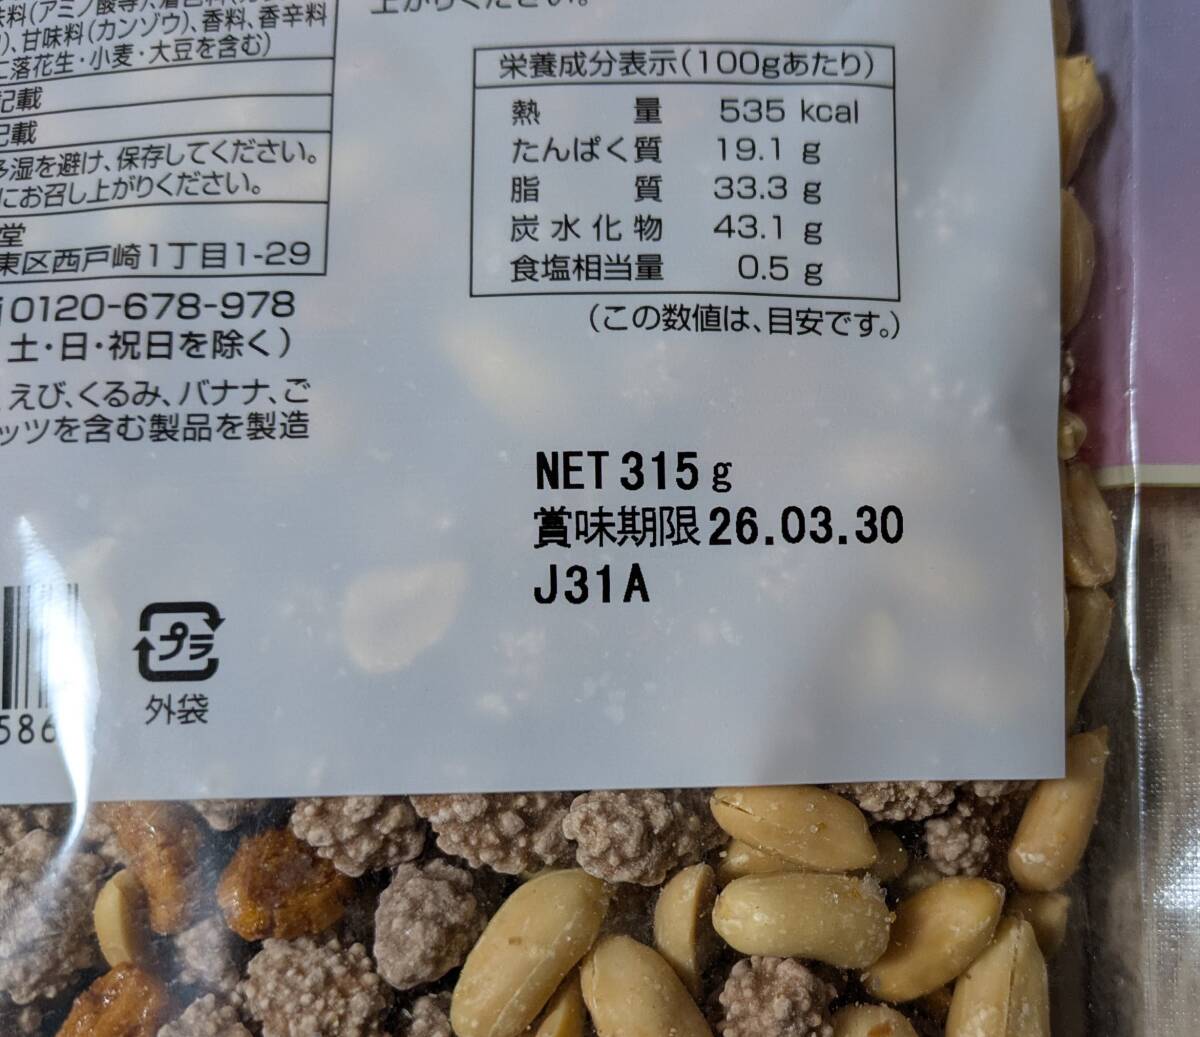 味料(アミノ酸等)、着色料
、甘味料(カンゾウ)、香料、香辛料
落花生・小麦・大豆を含む)
記載
記載
多湿を避け、保存してください。
にお召し上がりください。
堂
東区西戸崎1丁目1-29
0120-678-978
土・日・祝日を除く)
えび、くるみ、バナナ、ご
ッツを含む製品を製造
上がりください。
栄養成分表示(100gあたり)
熱量 535 kcal
たんぱく質 19.1 g
脂質 33.3 g
炭水化物 43.1 g
食塩相当量 0.5 g
(この数値は、目安です。)
NET 315 g
賞味期限 26.03.30
J31A
プラ
外袋
586